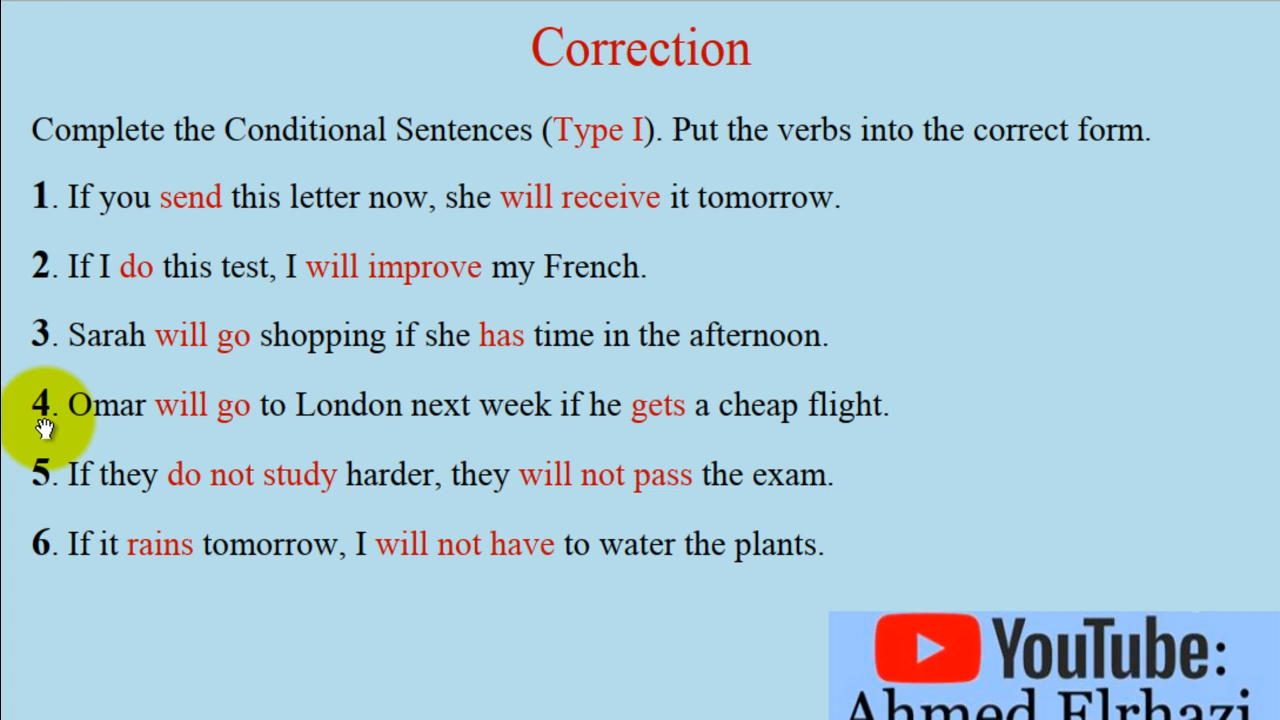 Correction
Complete the Conditional Sentences (Type I). Put the verbs into the correct form.
1. If you send this letter now, she will receive it tomorrow.
2. If I do this test, I will improve my French.
3. Sarah will go shopping if she has time in the afternoon.
4. Omar will go to London next week if he gets a cheap flight.
5. If they do not study harder, they will not pass the exam.
6. If it rains tomorrow, I will not have to water the plants.
YouTube:
Ahmed Elrhazi